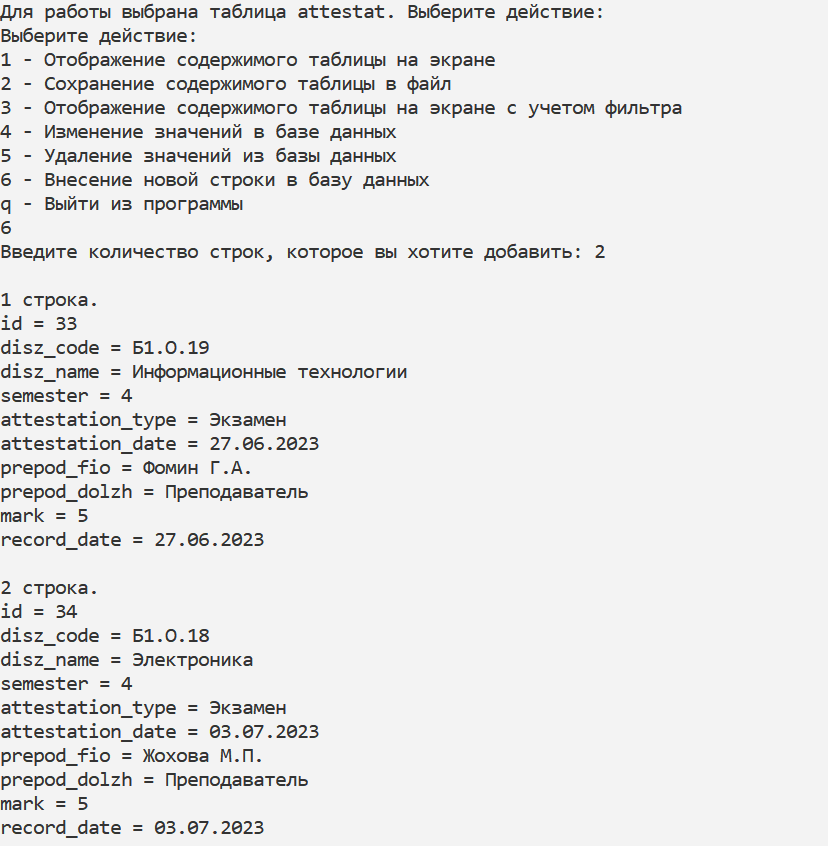 Для работы выбрана таблица attestat. Выберите действие:
Выберите действие:
1 - Отображение содержимого таблицы на экране
2 - Сохранение содержимого таблицы в файл
3 - Отображение содержимого таблицы на экране с учетом фильтра
4 - Изменение значений в базе данных
5 - Удаление значений из базы данных
6 - Внесение новой строки в базу данных
q - Выйти из программы
6
Введите количество строк, которое вы хотите добавить: 2
1 строка.
id = 33
disz_code = Б1.О.19
disz_name = Информационные технологии
semester = 4
attestation_type = Экзамен
attestation_date = 27.06.2023
prepod_fio = Фомин Г.А.
prepod_dolzh = Преподаватель
mark = 5
record_date = 27.06.2023
2 строка.
id = 34
disz_code = Б1.О.18
disz_name = Электроника
semester = 4
attestation_type = Экзамен
attestation_date = 03.07.2023
prepod_fio = Жохова М.П.
prepod_dolzh = Преподаватель
mark = 5
record_date = 03.07.2023